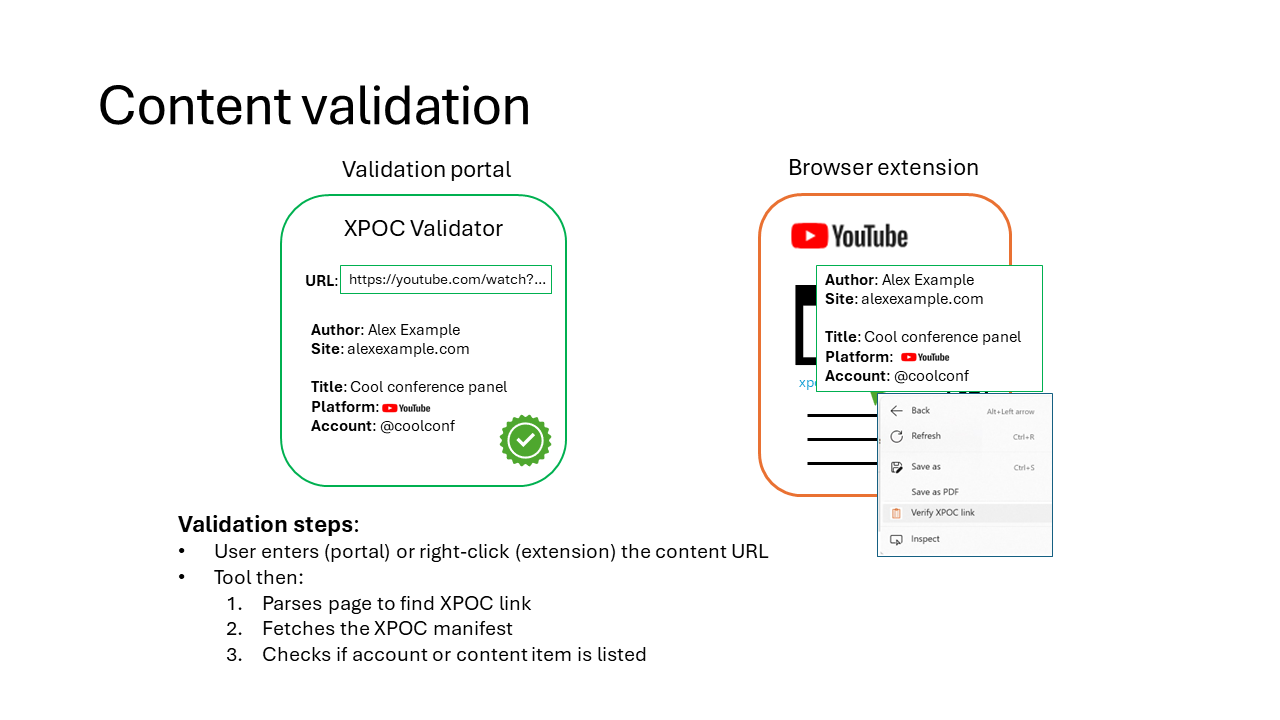 Content validation
Validation portal
XPOC Validator
URL: https://youtube.com/watch?...
Author: Alex Example
Site: alexexample.com
Title: Cool conference panel
Platform: YouTube
Account: @coolconf
Browser extension
YouTube
Author: Alex Example
Site: alexexample.com
Title: Cool conference panel
Platform: YouTube
Account: @coolconf
Back Alt+Left arrow
Refresh Ctrl+R
Save as Ctrl+S
Save as PDF
Verify XPOC link
Inspect
Validation steps:
• User enters (portal) or right-click (extension) the content URL
• Tool then:
1. Parses page to find XPOC link
2. Fetches the XPOC manifest
3. Checks if account or content item is listed